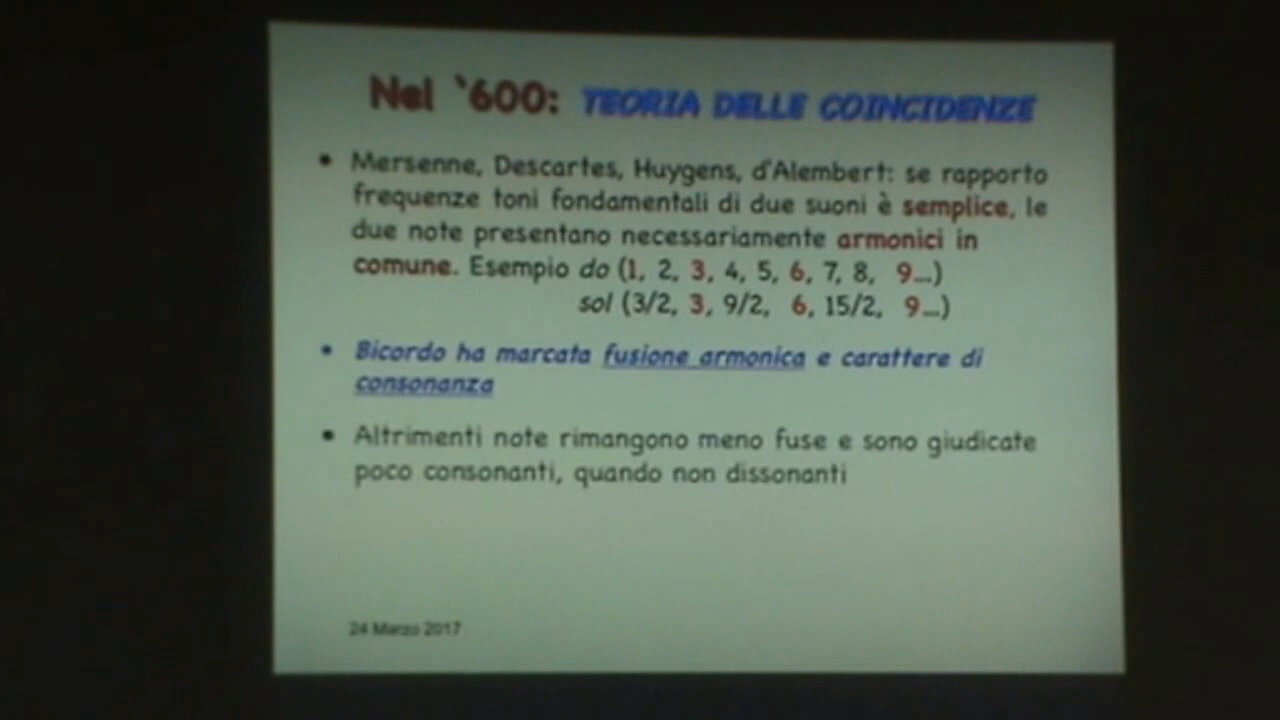 Nel ‘600: TEORIA DELLE COINCIDENZE
• Mersenne, Descartes, Huygens, d'Alembert: se rapporto
frequenze toni fondamentali di due suoni è semplice, le
due note presentano necessariamente armonici in
comune. Esempio do (1, 2, 3, 4, 5, 6, 7, 8, 9…)
sol (3/2, 3, 9/2, 6, 15/2, 9…)
• Bicordo ha marcata fusione armonica e carattere di
consonanza
• Altrimenti note rimangono meno fuse e sono giudicate
poco consonanti, quando non dissonanti
24 Marzo 2017